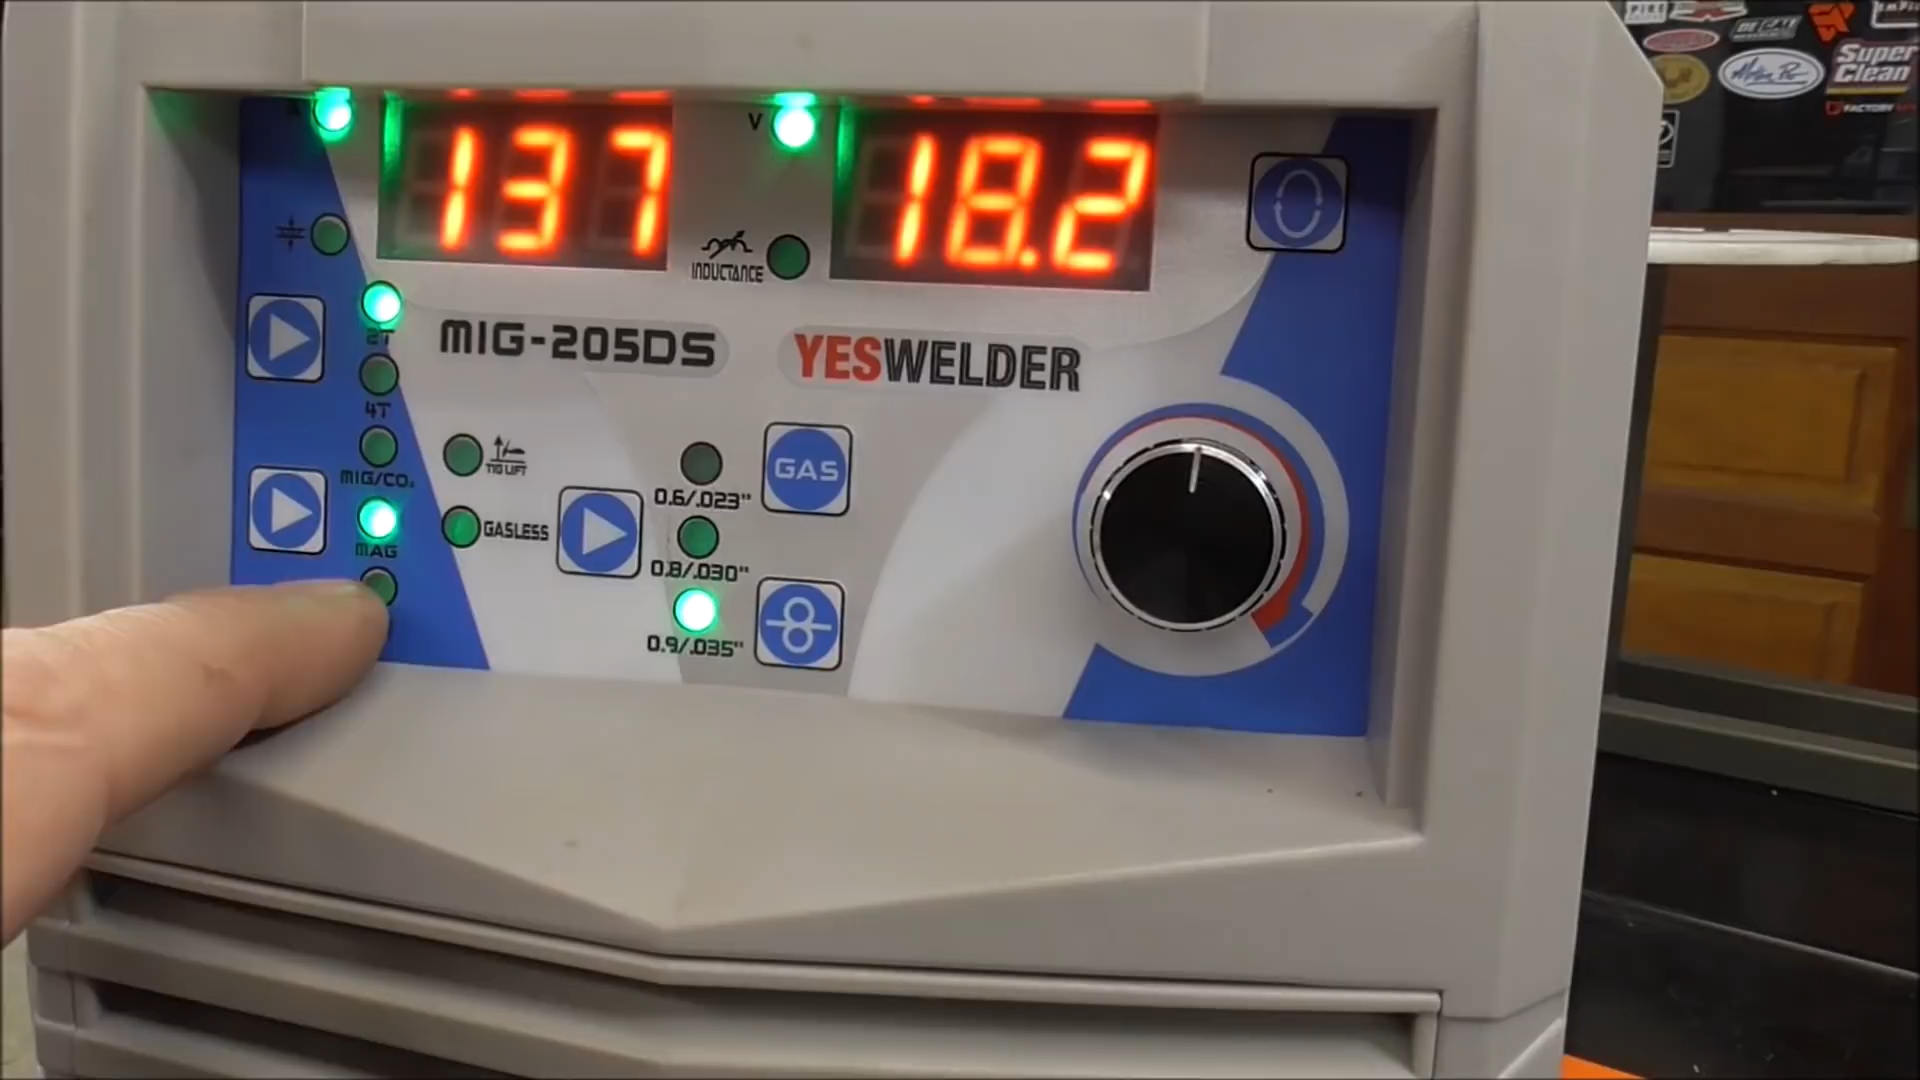 137
V
18.2
INDUCTANCE
2T
MIG-205DS
YESWELDER
4T
TIG LIFT
GAS
MIG/CO₂
0.6/.023"
GASLESS
MAG
0.8/.030"
0.9/.035"
Super
Clean
FACTORY